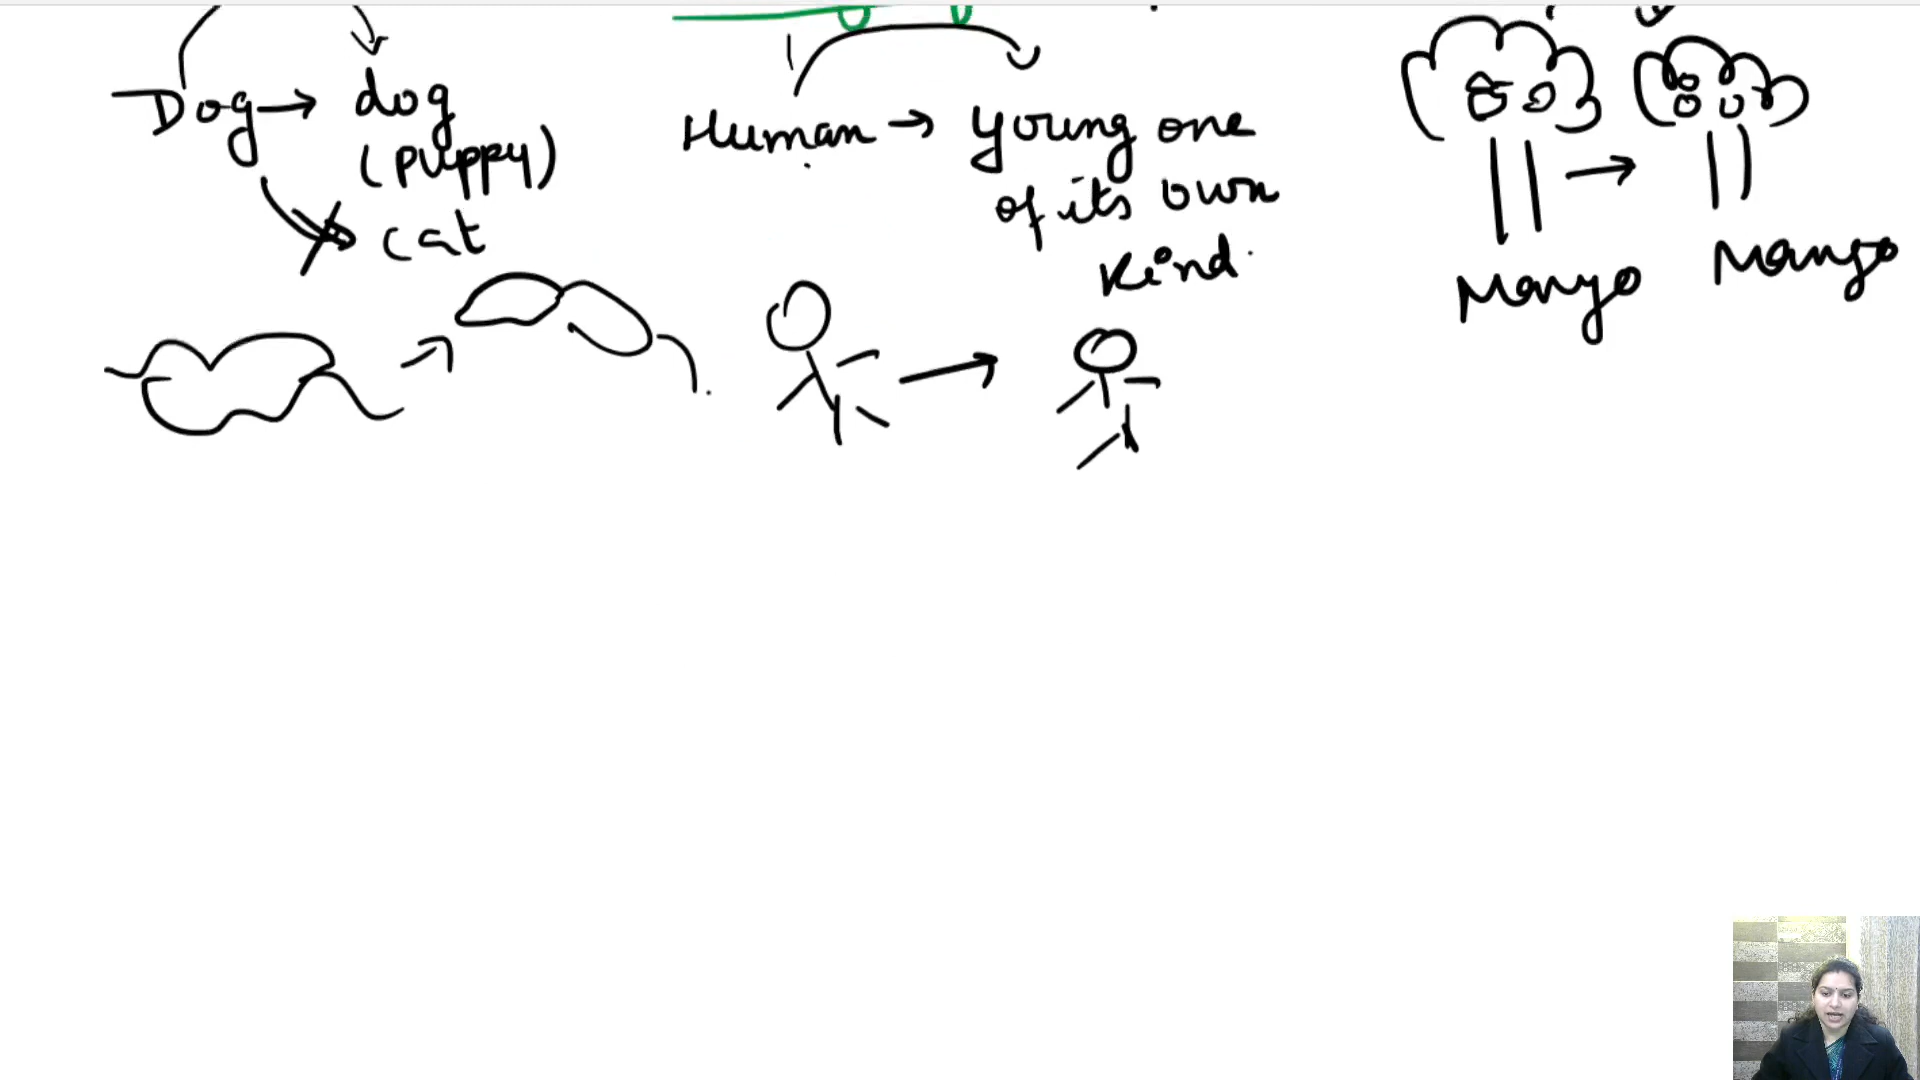 Dog → dog
(puppy)
cat
Human → young one
of its own
kind.
Mango
Mango